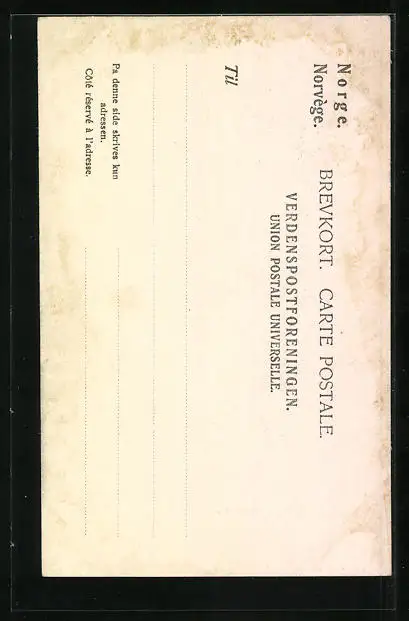 Norge.
Norvège.
BREVKORT. CARTE POSTALE.
VERDENSPOSTFORENINGEN.
UNION POSTALE UNIVERSELLE.
Til
Pa denne side skrives kun
adressen.
Côté réservé à l'adresse.